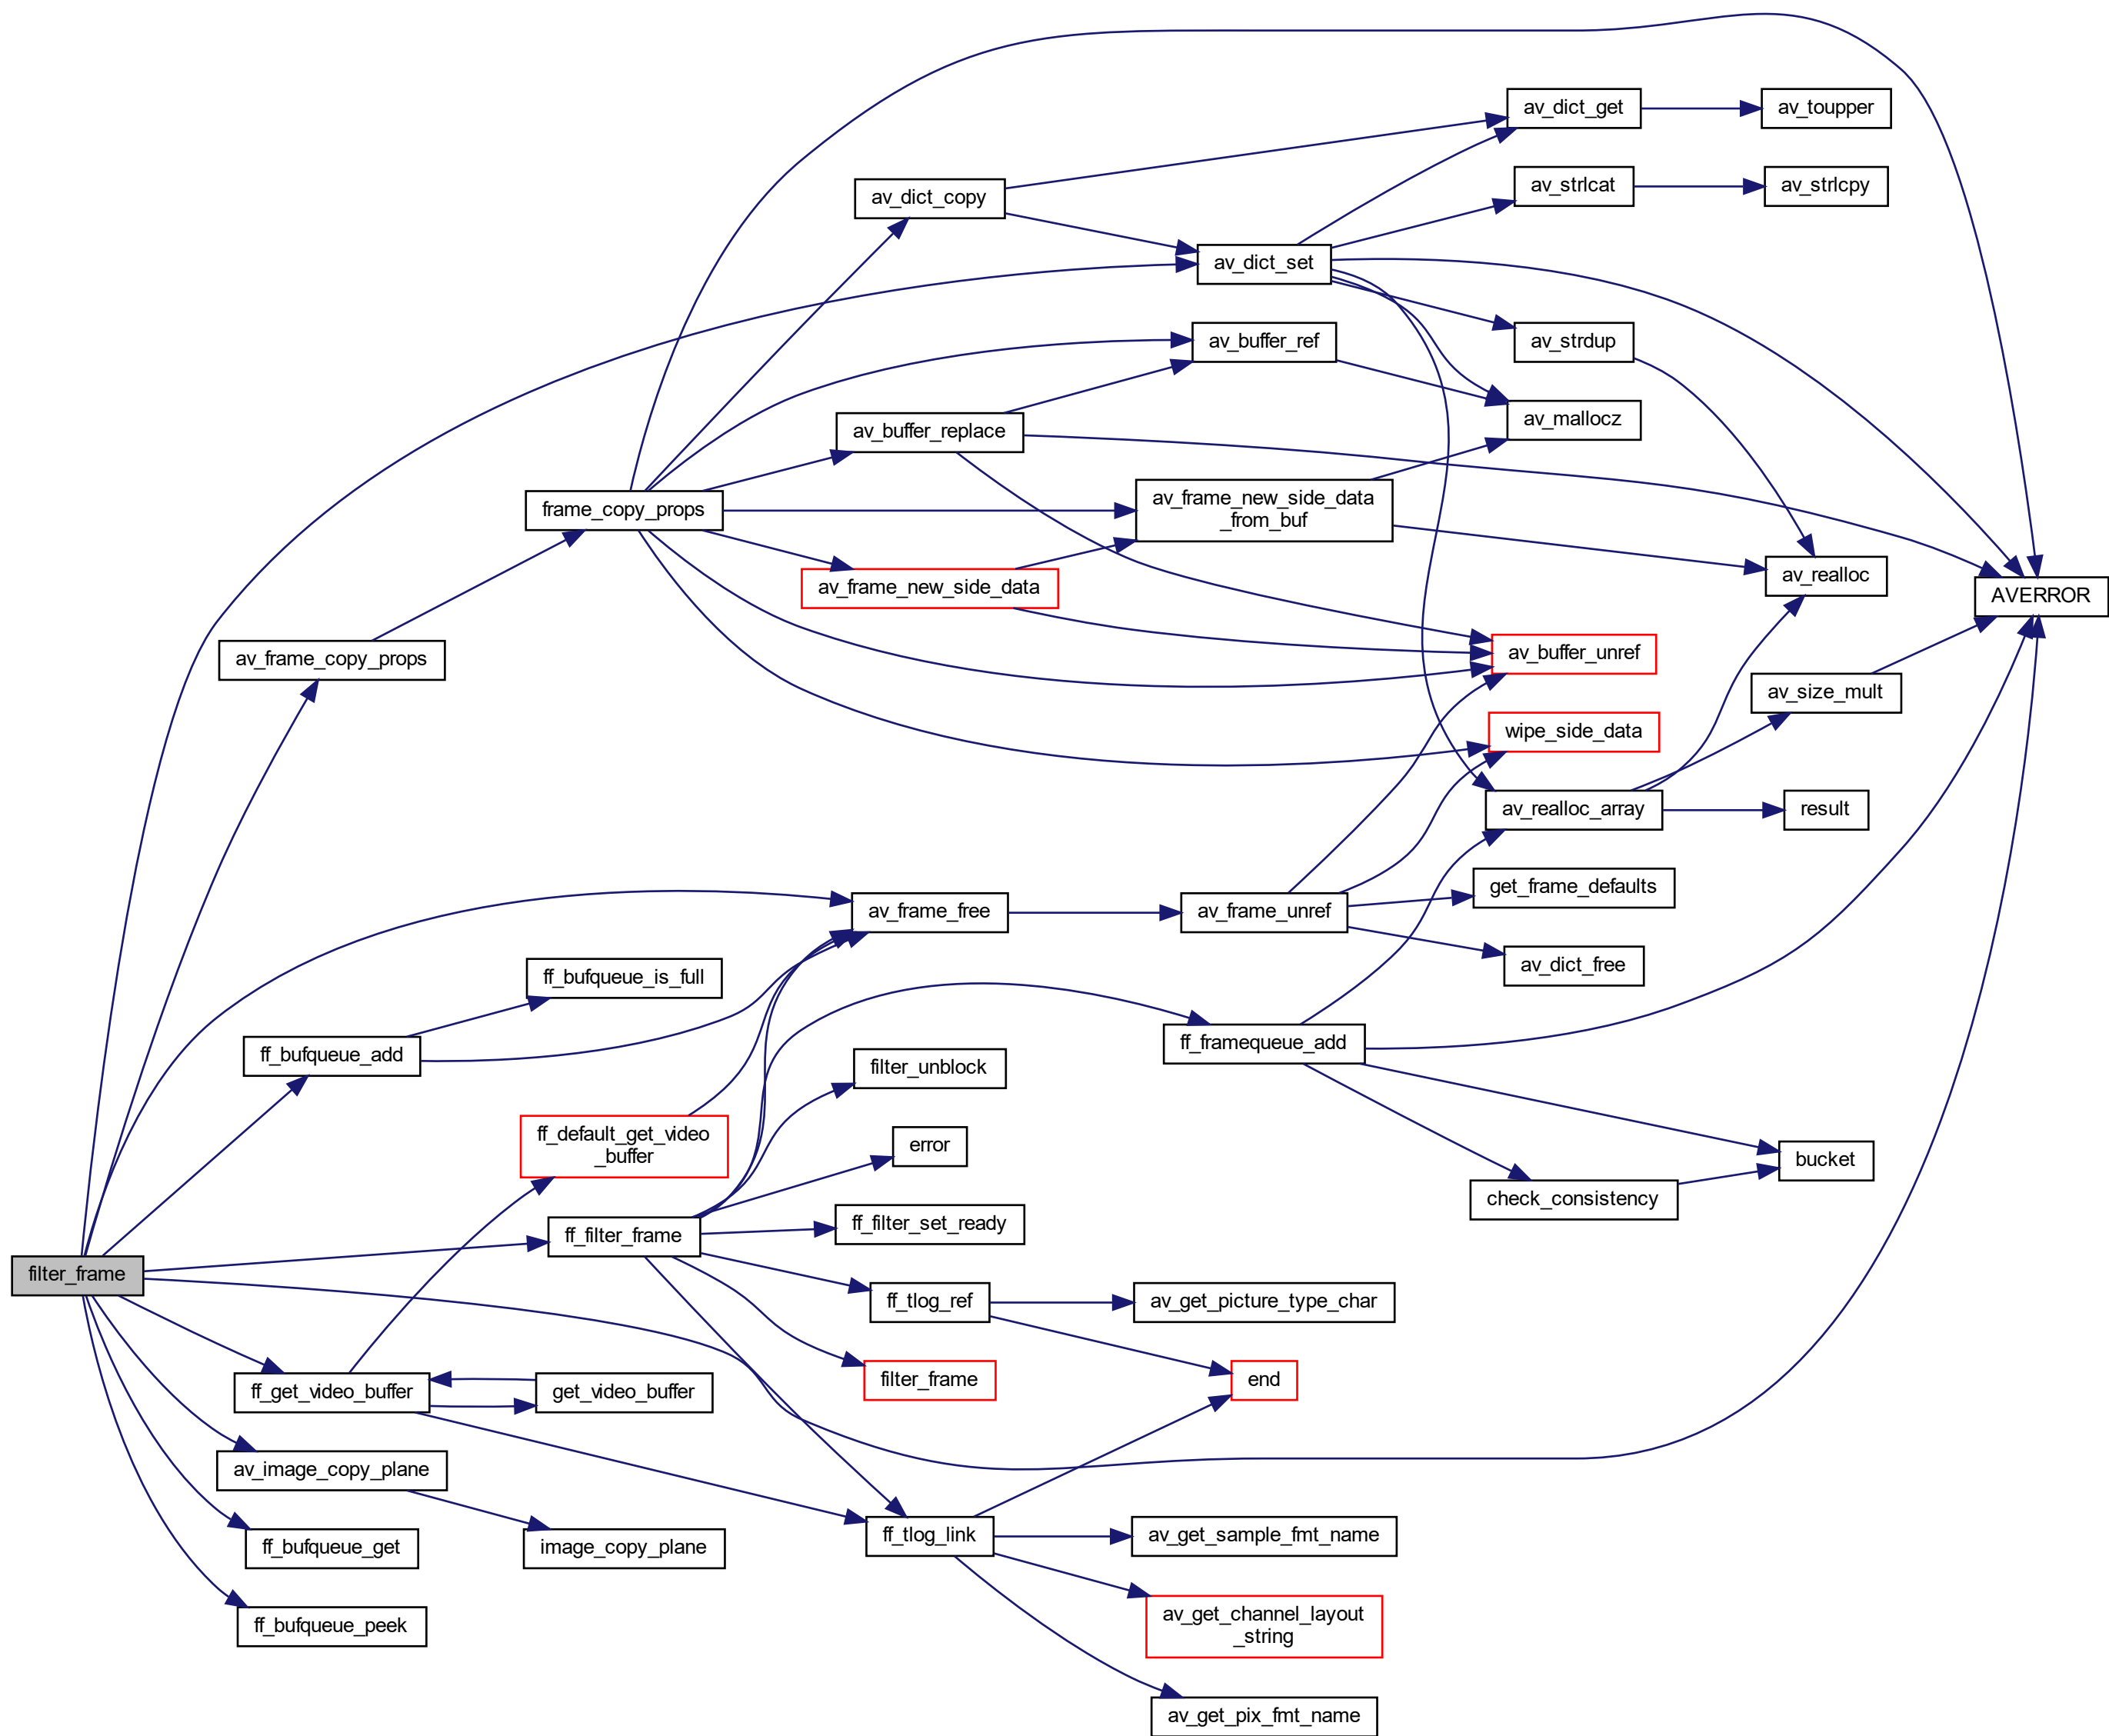 av_dict_get
av_toupper
av_strlcat
av_strlcpy
av_dict_copy
av_dict_set
av_buffer_ref
av_strdup
av_mallocz
av_buffer_replace
frame_copy_props
av_frame_new_side_data
_from_buf
av_frame_new_side_data
av_realloc
AVERROR
av_frame_copy_props
av_buffer_unref
av_size_mult
wipe_side_data
av_realloc_array
result
get_frame_defaults
av_frame_free
av_frame_unref
av_dict_free
ff_bufqueue_is_full
ff_bufqueue_add
ff_framequeue_add
filter_unblock
ff_default_get_video
_buffer
error
bucket
check_consistency
ff_filter_frame
ff_filter_set_ready
filter_frame
ff_tlog_ref
av_get_picture_type_char
filter_frame
end
ff_get_video_buffer
get_video_buffer
av_image_copy_plane
ff_tlog_link
av_get_sample_fmt_name
ff_bufqueue_get
image_copy_plane
av_get_channel_layout
_string
ff_bufqueue_peek
av_get_pix_fmt_name